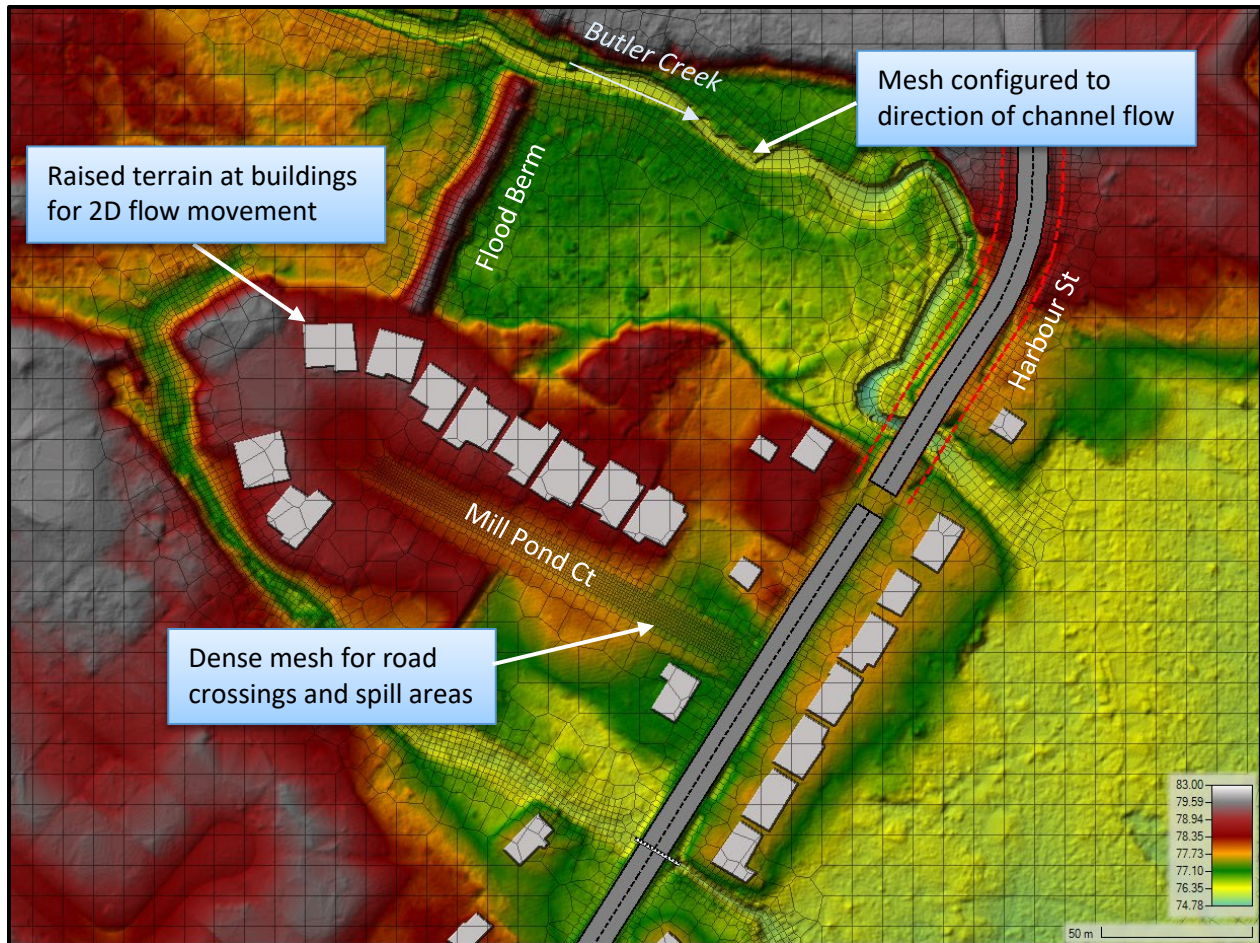 Butler Creek
Mesh configured to
direction of channel flow
Raised terrain at buildings
for 2D flow movement
Flood Berm
Harbour St
Mill Pond Ct
Dense mesh for road
crossings and spill areas
83.00
79.59
78.94
78.35
77.73
77.10
76.35
74.78
50 m